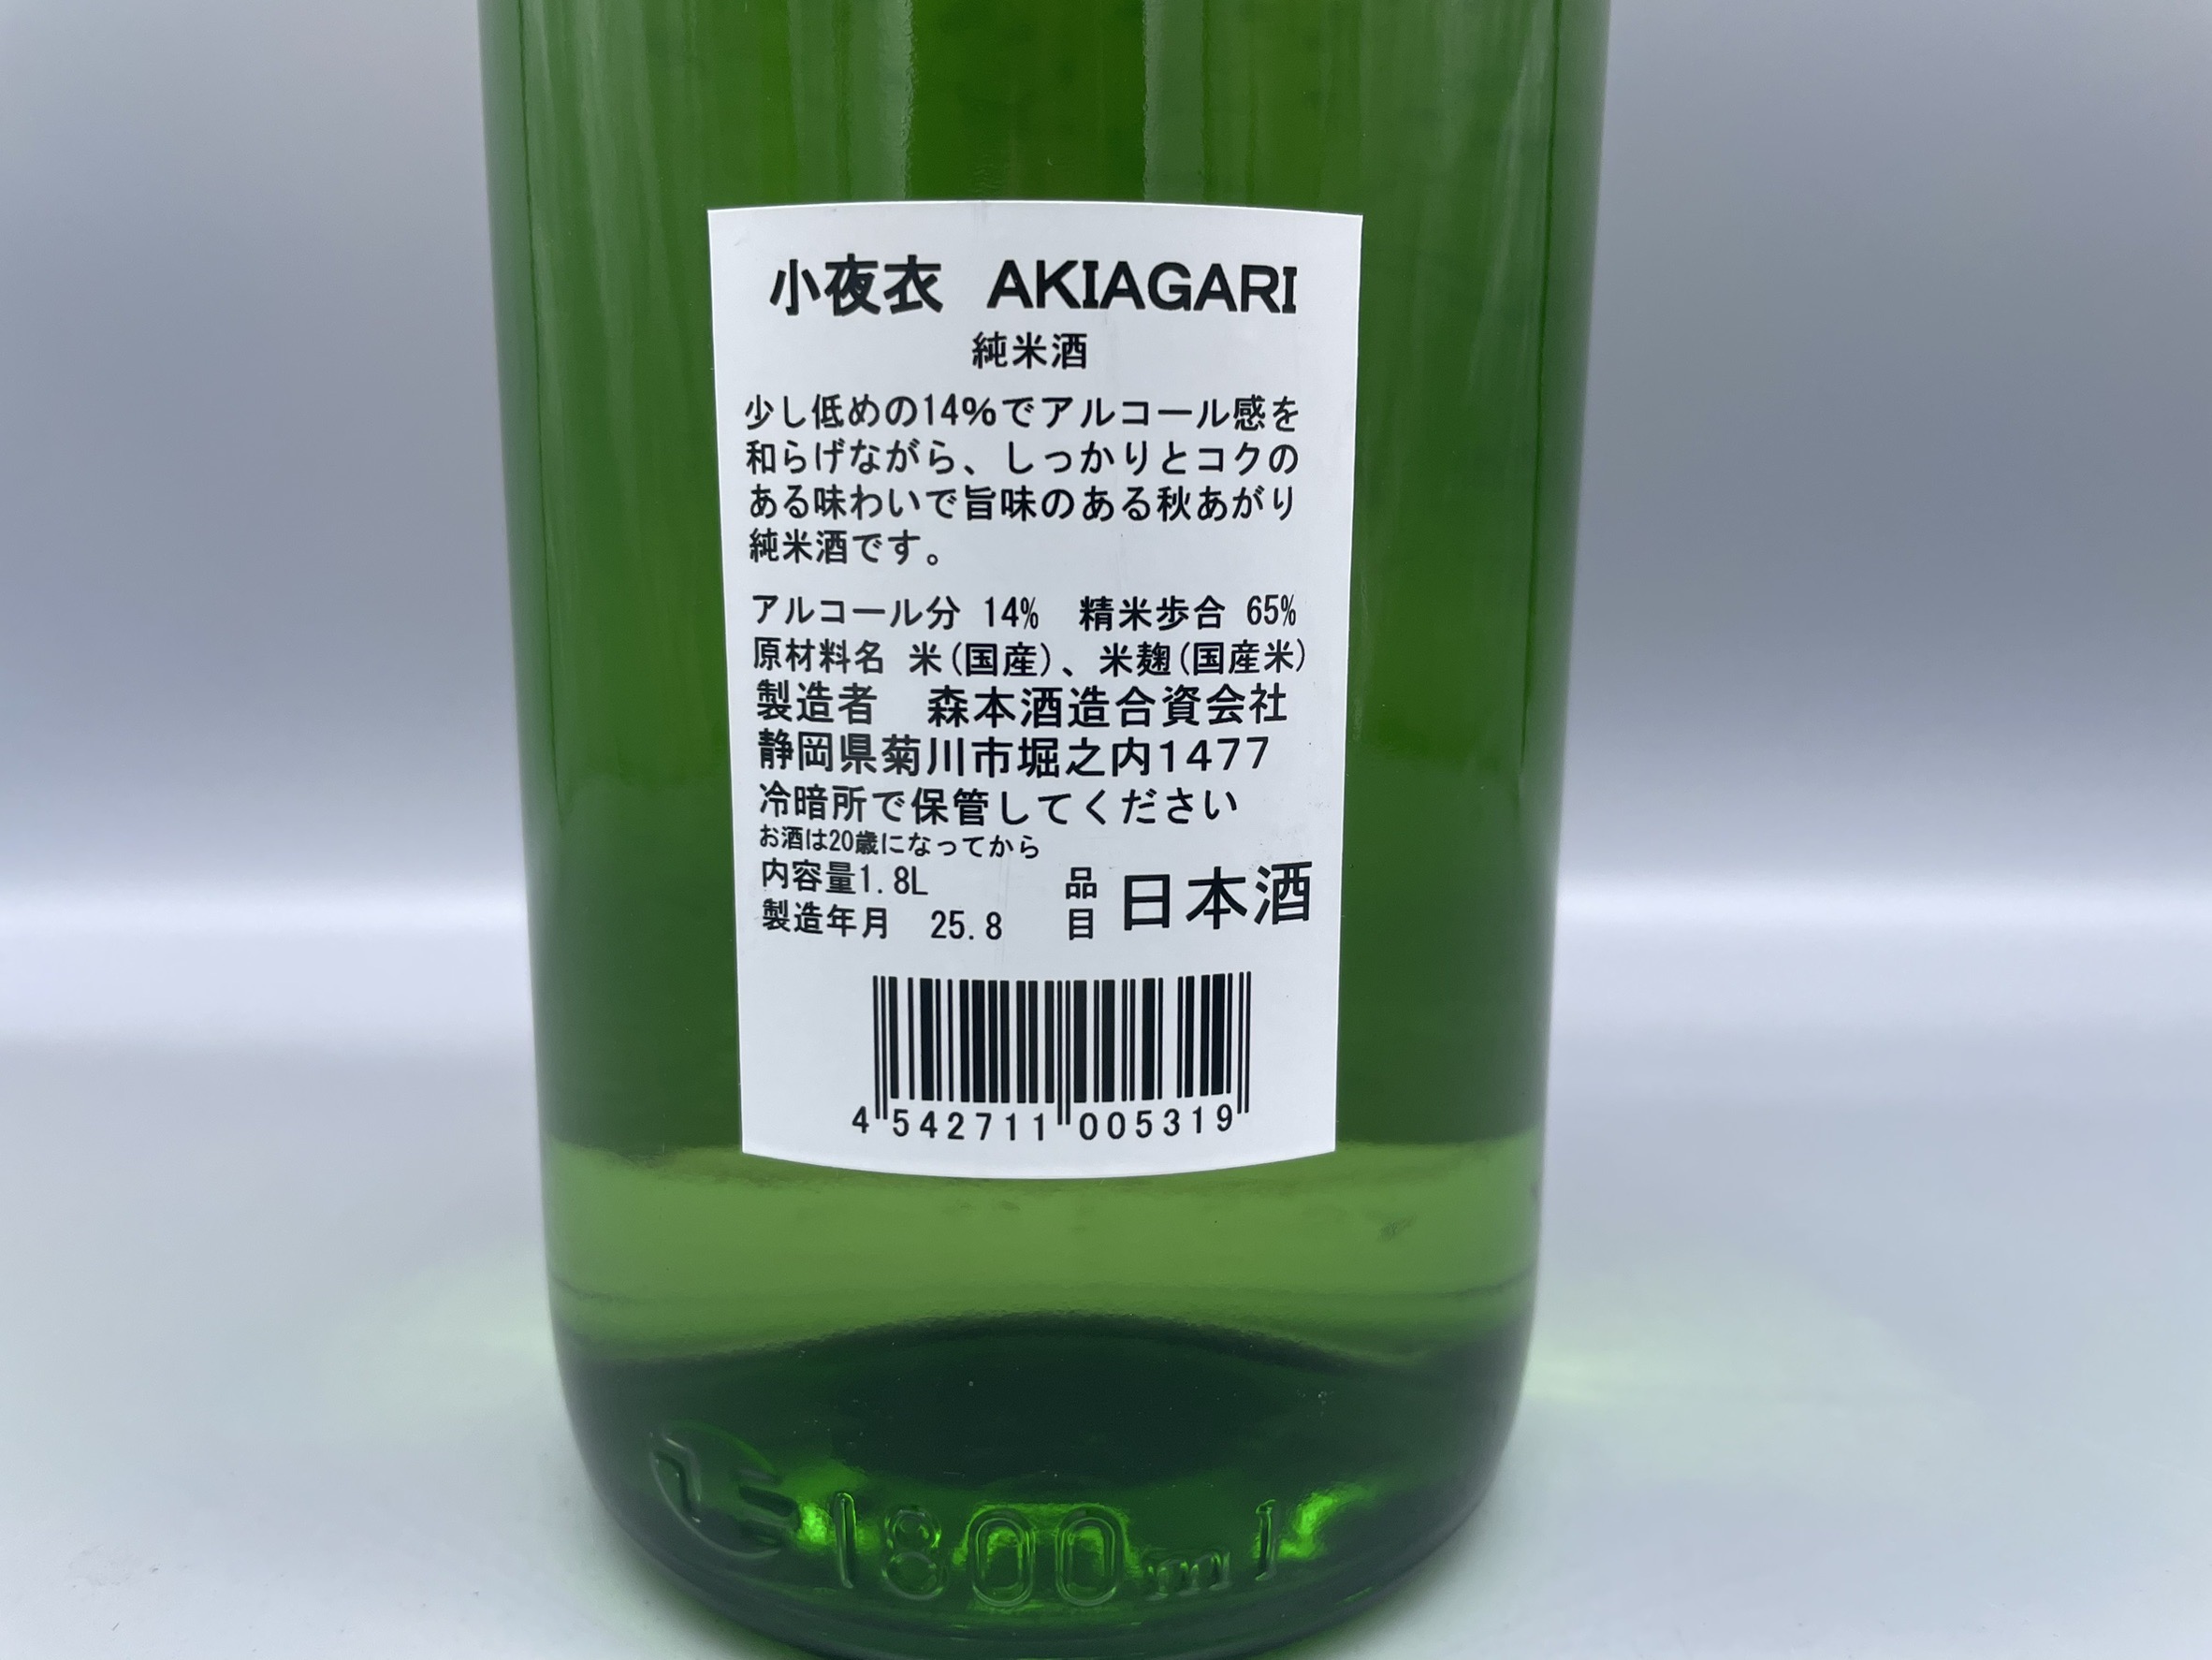 小夜衣 AKIAGARI
純米酒
少し低めの14%でアルコール感を
和らげながら、しっかりとコクの
ある味わいで旨味のある秋あがり
純米酒です。
アルコール分 14% 精米歩合 65%
原材料名 米(国産)、米麹(国産米)
製造者 森本酒造合資会社
静岡県菊川市堀之内1477
冷暗所で保管してください
お酒は20歳になってから
内容量1.8L
製造年月 25.8
品目 日本酒
4 542711 005319
1800ml